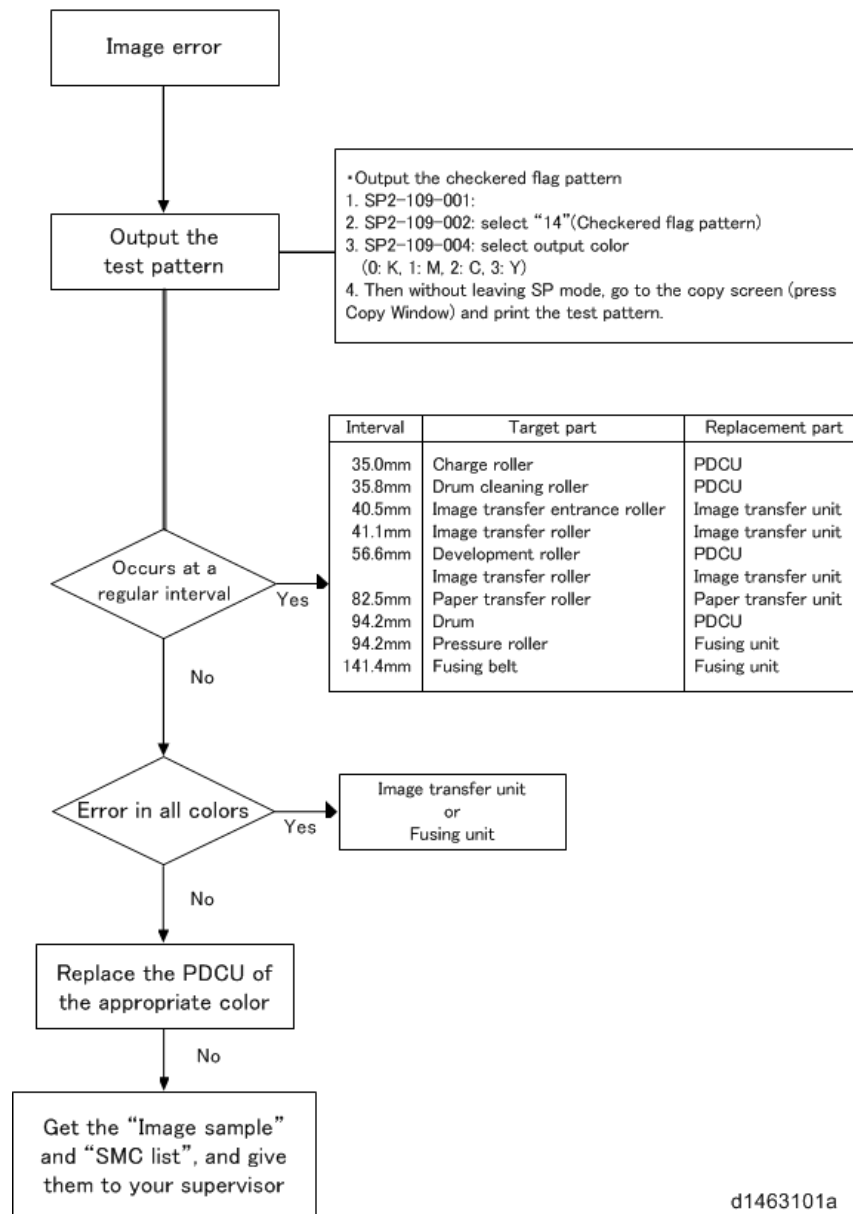 Image error
Output the
test pattern
•Output the checkered flag pattern
1. SP2-109-001:
2. SP2-109-002: select “14”(Checkered flag pattern)
3. SP2-109-004: select output color
(0: K, 1: M, 2: C, 3: Y)
4. Then without leaving SP mode, go to the copy screen (press
Copy Window) and print the test pattern.
Interval Target part Replacement part
35.0mm Charge roller PDCU
35.8mm Drum cleaning roller PDCU
40.5mm Image transfer entrance roller Image transfer unit
41.1mm Image transfer roller Image transfer unit
56.6mm Development roller PDCU
Image transfer roller Image transfer unit
82.5mm Paper transfer roller Paper transfer unit
94.2mm Drum PDCU
94.2mm Pressure roller Fusing unit
141.4mm Fusing belt Fusing unit
Occurs at a
regular interval
Yes
No
Error in all colors
Yes
Image transfer unit
or
Fusing unit
No
Replace the PDCU of
the appropriate color
No
Get the “Image sample”
and “SMC list”, and give
them to your supervisor
d1463101a